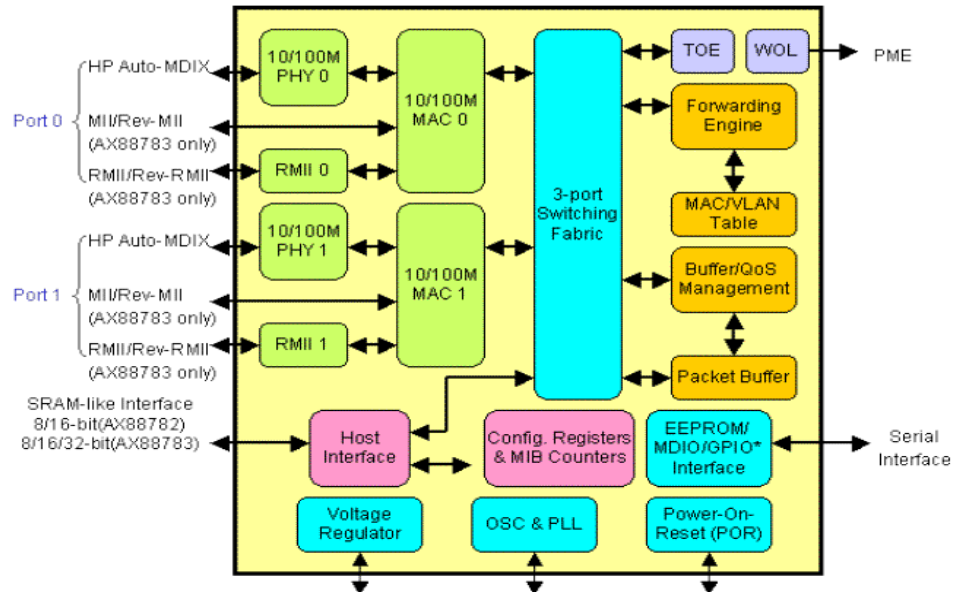 HP Auto-MDIX
Port 0
MII/Rev-MII
(AX88783 only)
RMII/Rev-RMII
(AX88783 only)
HP Auto-MDIX
Port 1
MII/Rev-MII
(AX88783 only)
RMII/Rev-RMII
(AX88783 only)
SRAM-like Interface
8/16-bit(AX88782)
8/16/32-bit(AX88783)
10/100M
PHY 0
RMII 0
10/100M
MAC 0
10/100M
PHY 1
RMII 1
10/100M
MAC 1
3-port
Switching
Fabric
TOE
WOL
PME
Forwarding
Engine
MAC/VLAN
Table
Buffer/QoS
Management
Packet Buffer
Host
Interface
Config. Registers
& MIB Counters
EEPROM/
MDIO/GPIO*
Interface
Serial
Interface
Voltage
Regulator
OSC & PLL
Power-On-
Reset (POR)